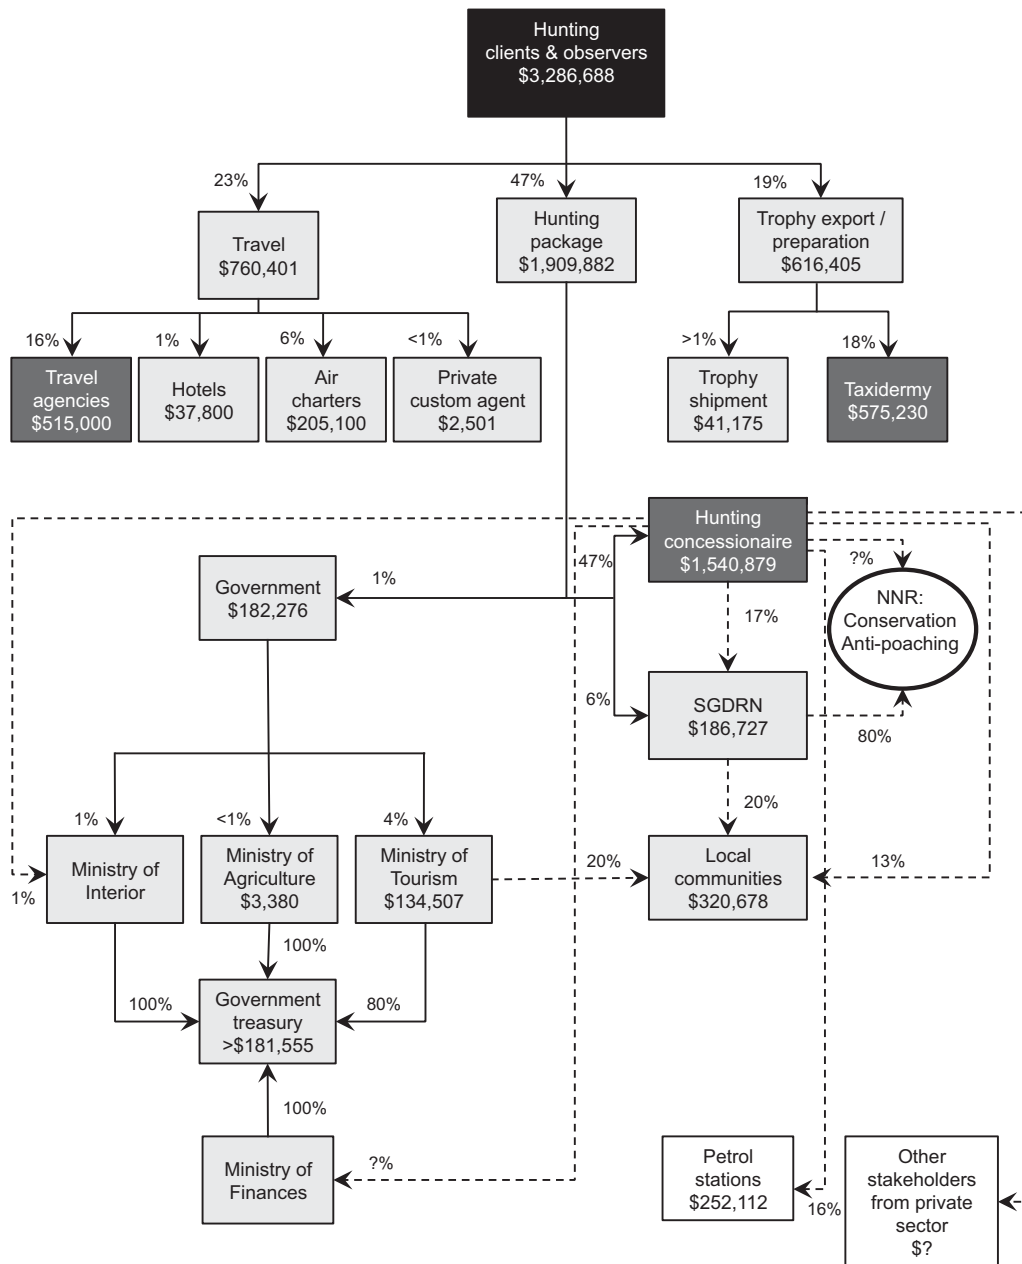 Hunting
clients & observers
$3,286,688
23%
47%
19%
Travel
$760,401
Hunting
package
$1,909,882
Trophy export /
preparation
$616,405
16%
1%
6%
<1%
>1%
18%
Travel
agencies
$515,000
Hotels
$37,800
Air
charters
$205,100
Private
custom agent
$2,501
Trophy
shipment
$41,175
Taxidermy
$575,230
Hunting
concessionaire
$1,540,879
47%
?%
Government
$182,276
1%
NNR:
Conservation
Anti-poaching
17%
6%
SGDRN
$186,727
80%
20%
1%
<1%
4%
Ministry of
Interior
Ministry of
Agriculture
$3,380
Ministry of
Tourism
$134,507
20%
Local
communities
$320,678
13%
1%
100%
100%
80%
Government
treasury
>$181,555
100%
Ministry of
Finances
?%
Petrol
stations
$252,112
16%
Other
stakeholders
from private
sector
$?